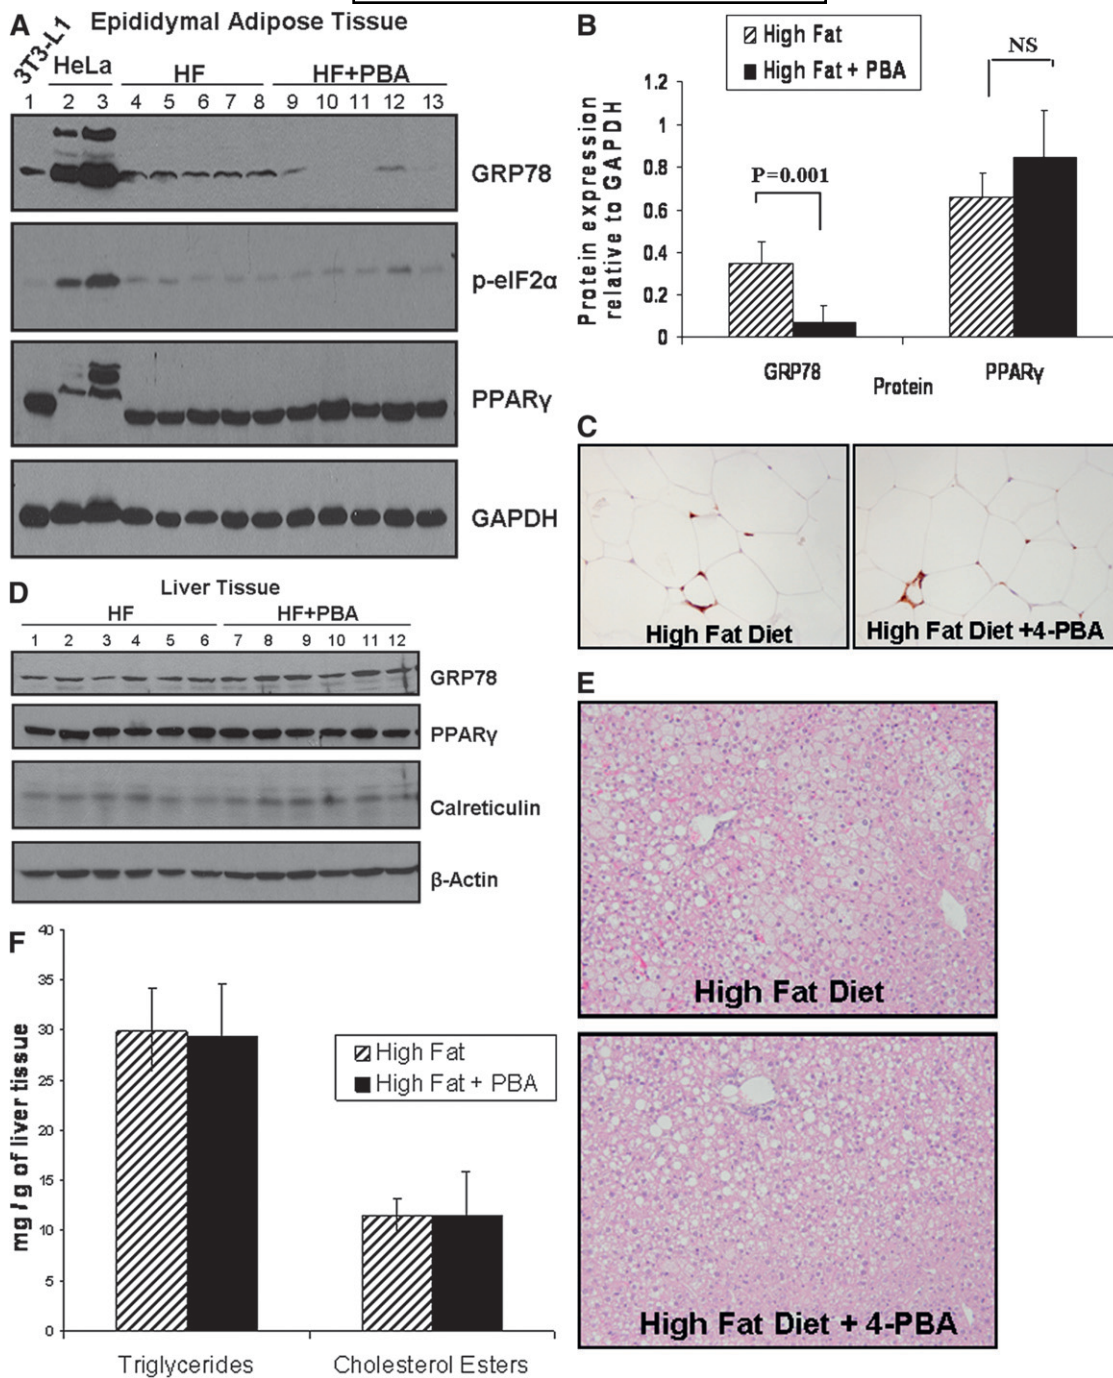 A Epididymal Adipose Tissue
3T3-L1 HeLa HF HF+PBA
1 2 3 4 5 6 7 8 9 10 11 12 13
GRP78
p-eIF2α
PPARγ
GAPDH
B
High Fat
High Fat + PBA
NS
P=0.001
Protein expression
relative to GAPDH
1.2
1
0.8
0.6
0.4
0.2
0
GRP78 PPARγ
Protein
C
High Fat Diet
High Fat Diet +4-PBA
D Liver Tissue
HF HF+PBA
1 2 3 4 5 6 7 8 9 10 11 12
GRP78
PPARγ
Calreticulin
β-Actin
E
High Fat Diet
High Fat Diet + 4-PBA
F
mg / g of liver tissue
40
35
30
25
20
15
10
5
0
High Fat
High Fat + PBA
Triglycerides Cholesterol Esters